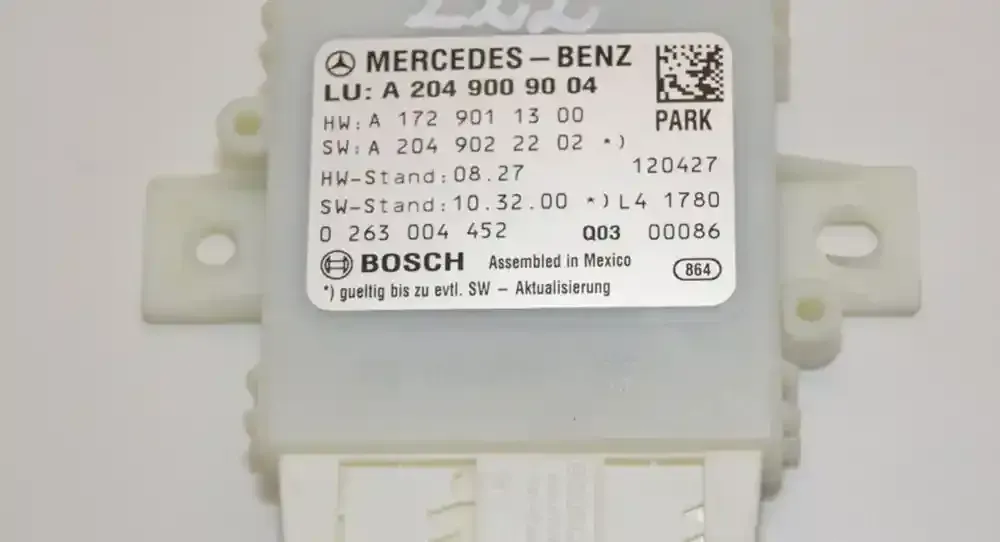 222
MERCEDES-BENZ
LU: A 204 900 90 04
PARK
HW: A 172 901 13 00
SW: A 204 902 22 02 *)
HW-Stand: 08.27 120427
SW-Stand: 10.32.00 *) L4 1780
0 263 004 452 Q03 00086
BOSCH Assembled in Mexico 864
*) gueltig bis zu evtl. SW - Aktualisierung